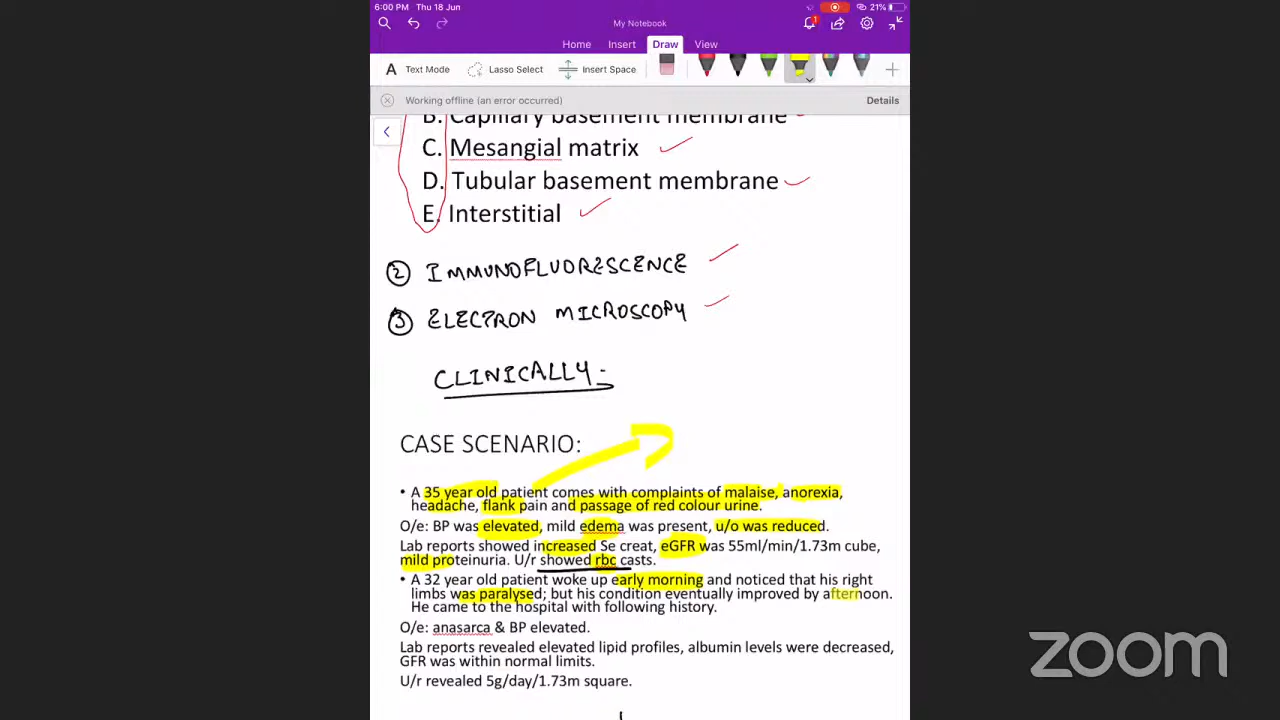 6:00 PM Thu 18 Jun 21%
My Notebook
Home Insert Draw View
A Text Mode Lasso Select Insert Space
Working offline (an error occurred) Details
B. Capillary basement membrane
C. Mesangial matrix
D. Tubular basement membrane
E. Interstitial
② IMMUNOFLUORESCENCE
③ ELECTRON MICROSCOPY
CLINICALLY:-
CASE SCENARIO:
• A 35 year old patient comes with complaints of malaise, anorexia,
headache, flank pain and passage of red colour urine.
O/e: BP was elevated, mild edema was present, u/o was reduced.
Lab reports showed increased Se creat, eGFR was 55ml/min/1.73m cube,
mild proteinuria. U/r showed rbc casts.
• A 32 year old patient woke up early morning and noticed that his right
limbs was paralysed; but his condition eventually improved by afternoon.
He came to the hospital with following history.
O/e: anasarca & BP elevated.
Lab reports revealed elevated lipid profiles, albumin levels were decreased,
GFR was within normal limits.
U/r revealed 5g/day/1.73m square.
zoom